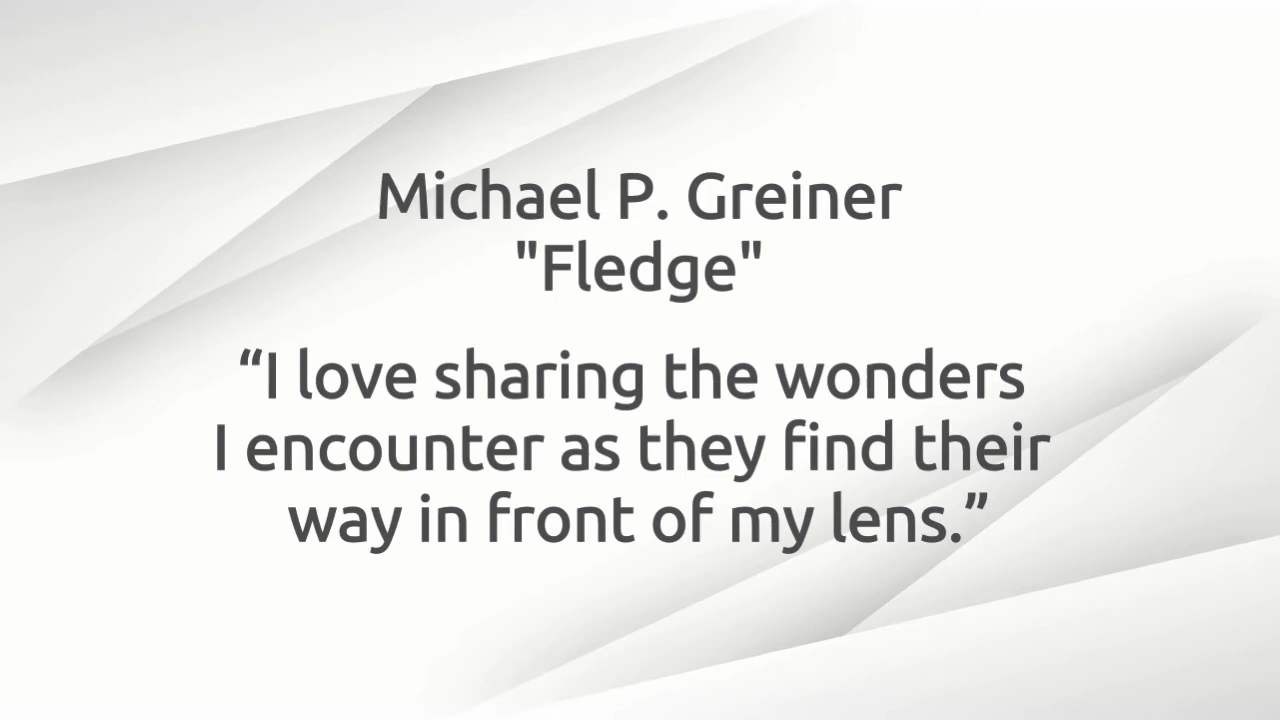 Michael P. Greiner
"Fledge"
“I love sharing the wonders
I encounter as they find their
way in front of my lens.”